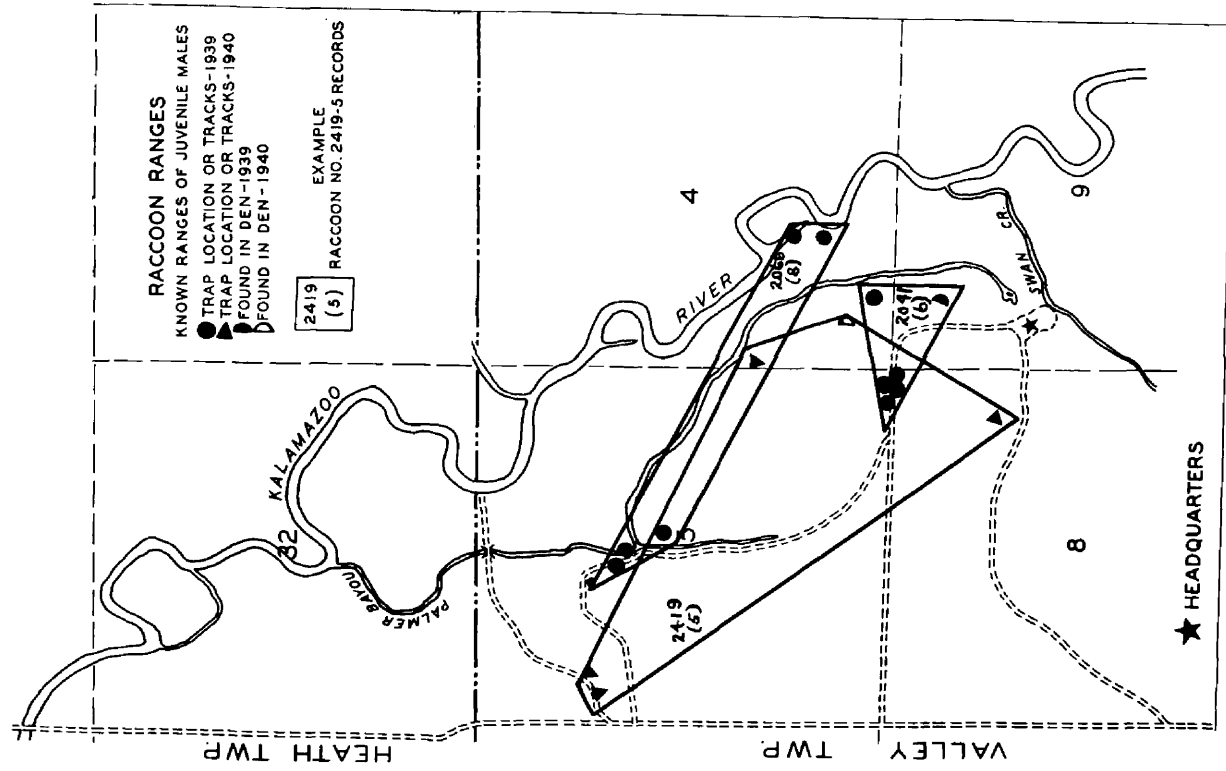 RACCOON RANGES
KNOWN RANGES OF JUVENILE MALES
TRAP LOCATION OR TRACKS-1939
TRAP LOCATION OR TRACKS-1940
FOUND IN DEN-1939
FOUND IN DEN-1940
EXAMPLE
2419
(5)
RACCOON NO. 2419-5 RECORDS
KALAMAZOO
RIVER
32
PALMER BAYOU
4
(8)
5
2041
(6)
2419
(5)
SWAN CR.
9
8
HEADQUARTERS
HEATH TWP.
VALLEY TWP.